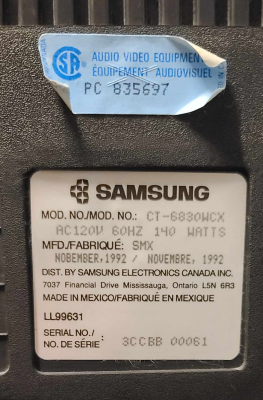 AUDIO VIDEO EQUIPMENT
ÉQUIPEMENT AUDIOVISUEL
PC 835697
SAMSUNG
MOD. NO./MOD. NO.: CT-6830WCX
AC120V 60HZ 140 WATTS
MFD./FABRIQUÉ: SMX
NOBEMBER,1992 / NOVEMBRE, 1992
DIST. BY SAMSUNG ELECTRONICS CANADA INC.
7037 Financial Drive Mississauga, Ontario L5N 6R3
MADE IN MEXICO/FABRIQUÉ EN MEXIQUE
LL99631
SERIAL NO./
NO. DE SÉRIE: 3CCBB 00061